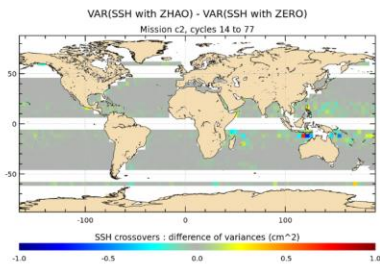 VAR(SSH with ZHAO) - VAR(SSH with ZERO)
Mission c2, cycles 14 to 77
50
0
-50
-100 0 100
SSH crossovers : difference of variances (cm^2)
-1.0 -0.5 0.0 0.5 1.0